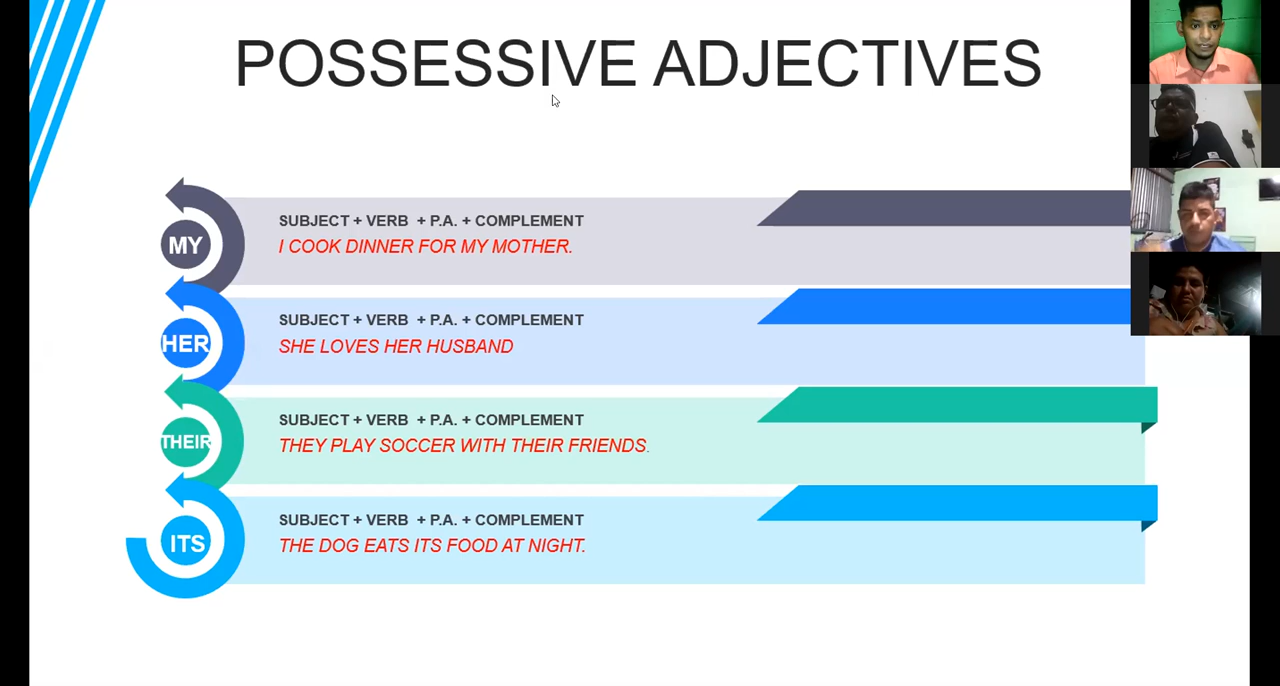 POSSESSIVE ADJECTIVES
MY
SUBJECT + VERB + P.A. + COMPLEMENT
I COOK DINNER FOR MY MOTHER.
HER
SUBJECT + VERB + P.A. + COMPLEMENT
SHE LOVES HER HUSBAND
THEIR
SUBJECT + VERB + P.A. + COMPLEMENT
THEY PLAY SOCCER WITH THEIR FRIENDS.
ITS
SUBJECT + VERB + P.A. + COMPLEMENT
THE DOG EATS ITS FOOD AT NIGHT.